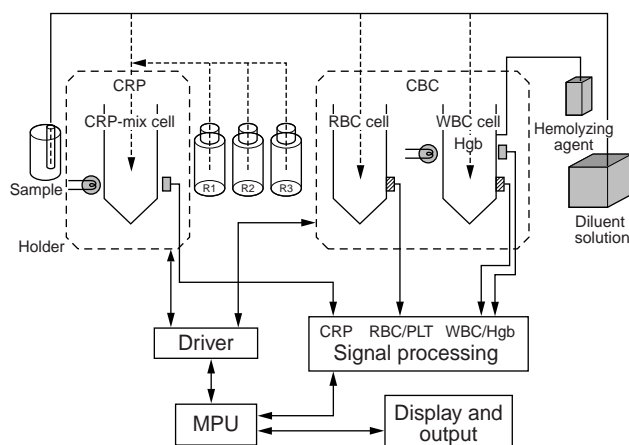 CRP
CBC
CRP-mix cell
RBC cell
WBC cell
Hgb
Hemolyzing
agent
Sample
R1
R2
R3
Diluent
solution
Holder
CRP RBC/PLT WBC/Hgb
Signal processing
Driver
MPU
Display and
output